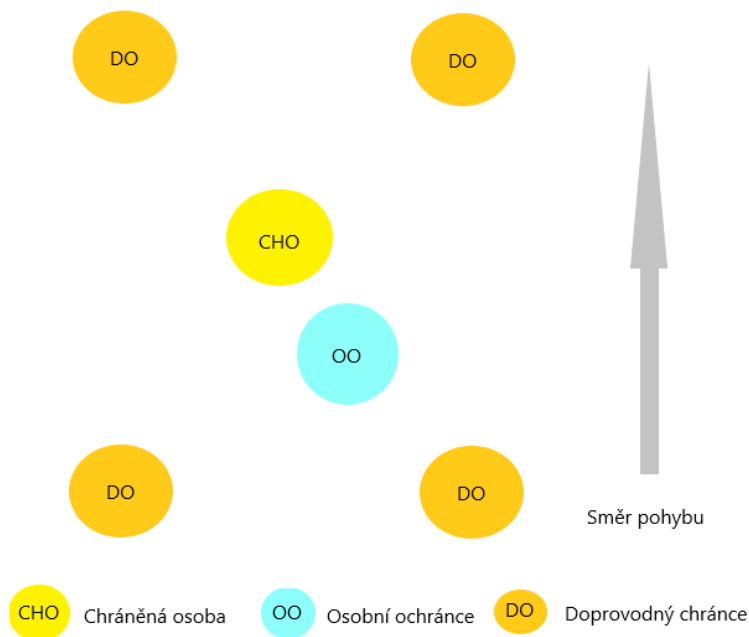 DO
DO
CHO
OO
DO
DO
Směr pohybu
CHO Chráněná osoba OO Osobní ochránce DO Doprovodný chránce